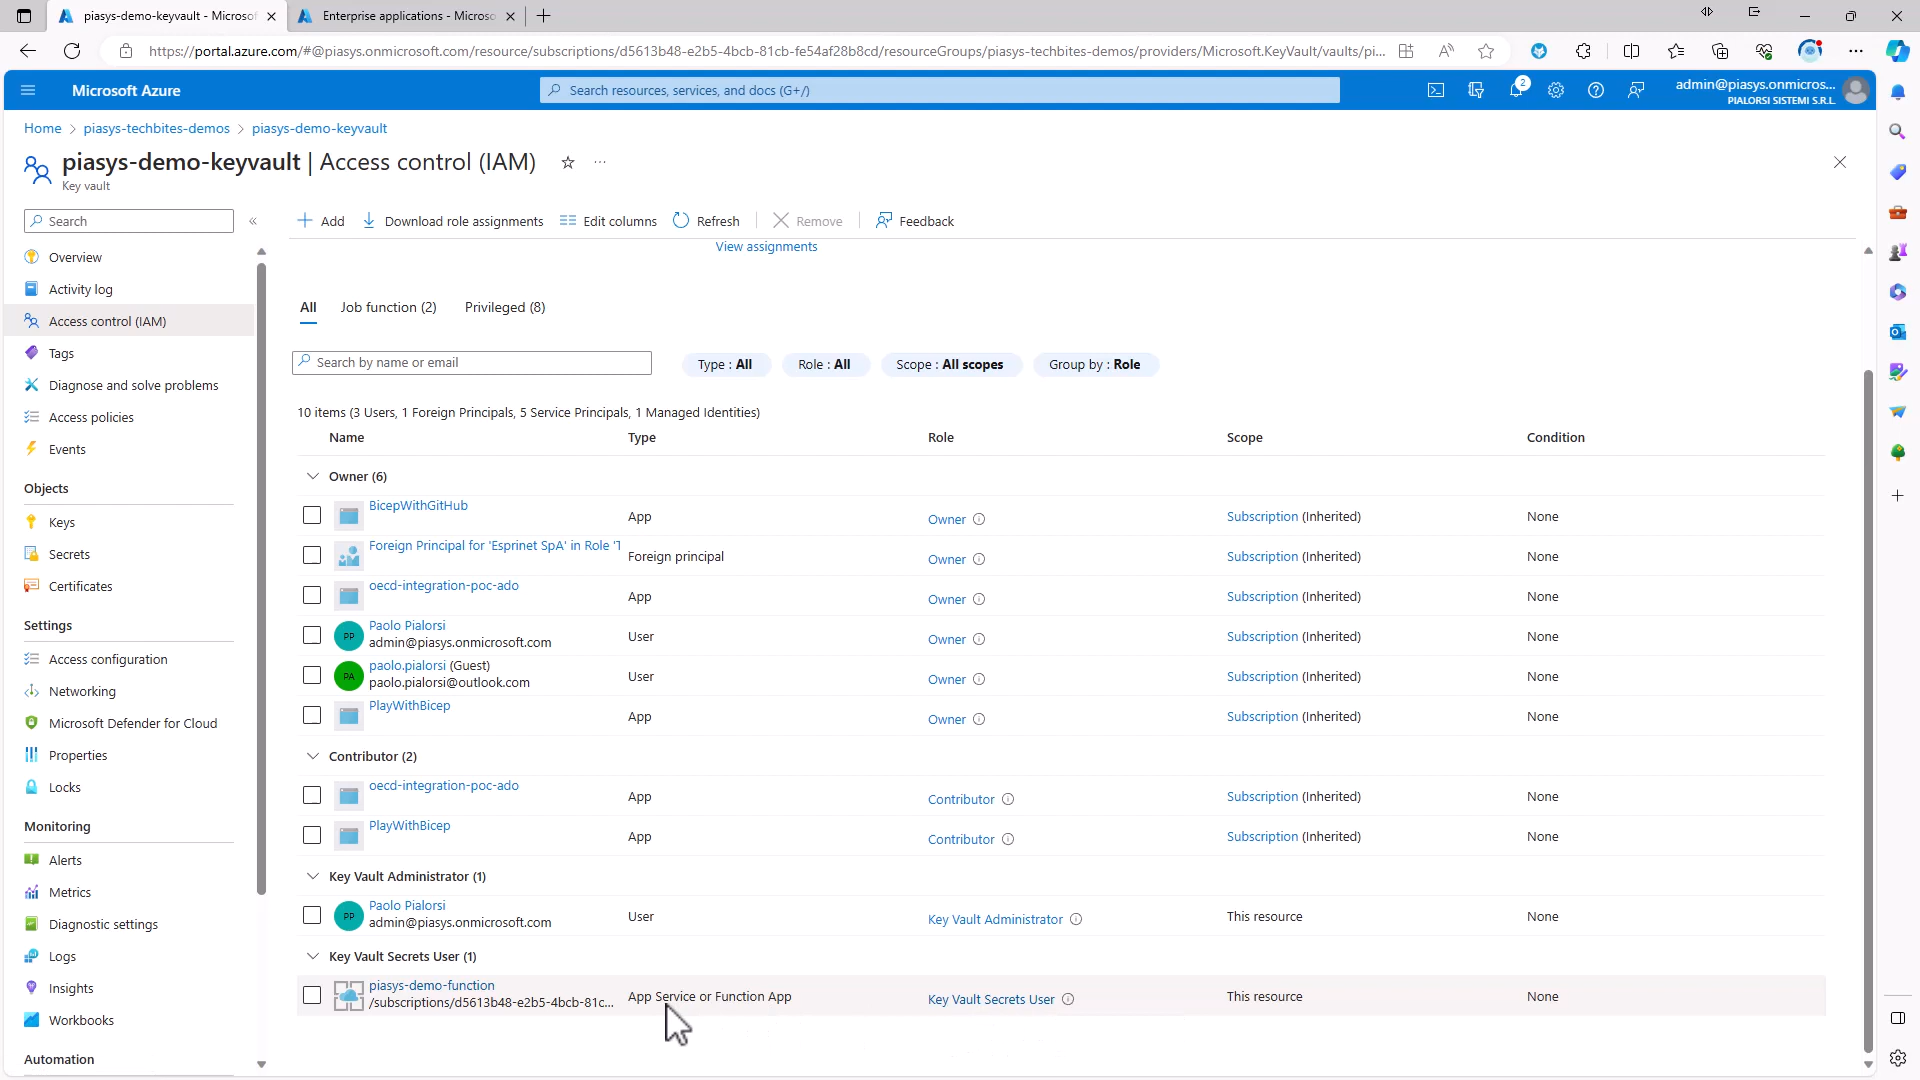 piasys-demo-keyvault - Microsof
Enterprise applications - Microso
https://portal.azure.com/#@piasys.onmicrosoft.com/resource/subscriptions/d5613b48-e2b5-4bcb-81cb-fe54af28b8cd/resourceGroups/piasys-techbites-demos/providers/Microsoft.KeyVault/vaults/pi...
Microsoft Azure
Search resources, services, and docs (G+/)
2
admin@piasys.onmicros...
PIALORSI SISTEMI S.R.L.
Home > piasys-techbites-demos > piasys-demo-keyvault
piasys-demo-keyvault | Access control (IAM)
Key vault
Search
Overview
Activity log
Access control (IAM)
Tags
Diagnose and solve problems
Access policies
Events
Objects
Keys
Secrets
Certificates
Settings
Access configuration
Networking
Microsoft Defender for Cloud
Properties
Locks
Monitoring
Alerts
Metrics
Diagnostic settings
Logs
Insights
Workbooks
Automation
Add Download role assignments Edit columns Refresh Remove Feedback
View assignments
All Job function (2) Privileged (8)
Search by name or email
Type : All Role : All Scope : All scopes Group by : Role
10 items (3 Users, 1 Foreign Principals, 5 Service Principals, 1 Managed Identities)
Name Type Role Scope Condition
Owner (6)
BicepWithGitHub App Owner Subscription (Inherited) None
Foreign Principal for 'Esprinet SpA' in Role 'T Foreign principal Owner Subscription (Inherited) None
oecd-integration-poc-ado App Owner Subscription (Inherited) None
PP Paolo Pialorsi
admin@piasys.onmicrosoft.com User Owner Subscription (Inherited) None
PA paolo.pialorsi (Guest)
paolo.pialorsi@outlook.com User Owner Subscription (Inherited) None
PlayWithBicep App Owner Subscription (Inherited) None
Contributor (2)
oecd-integration-poc-ado App Contributor Subscription (Inherited) None
PlayWithBicep App Contributor Subscription (Inherited) None
Key Vault Administrator (1)
PP Paolo Pialorsi
admin@piasys.onmicrosoft.com User Key Vault Administrator This resource None
Key Vault Secrets User (1)
piasys-demo-function
/subscriptions/d5613b48-e2b5-4bcb-81c... App Service or Function App Key Vault Secrets User This resource None